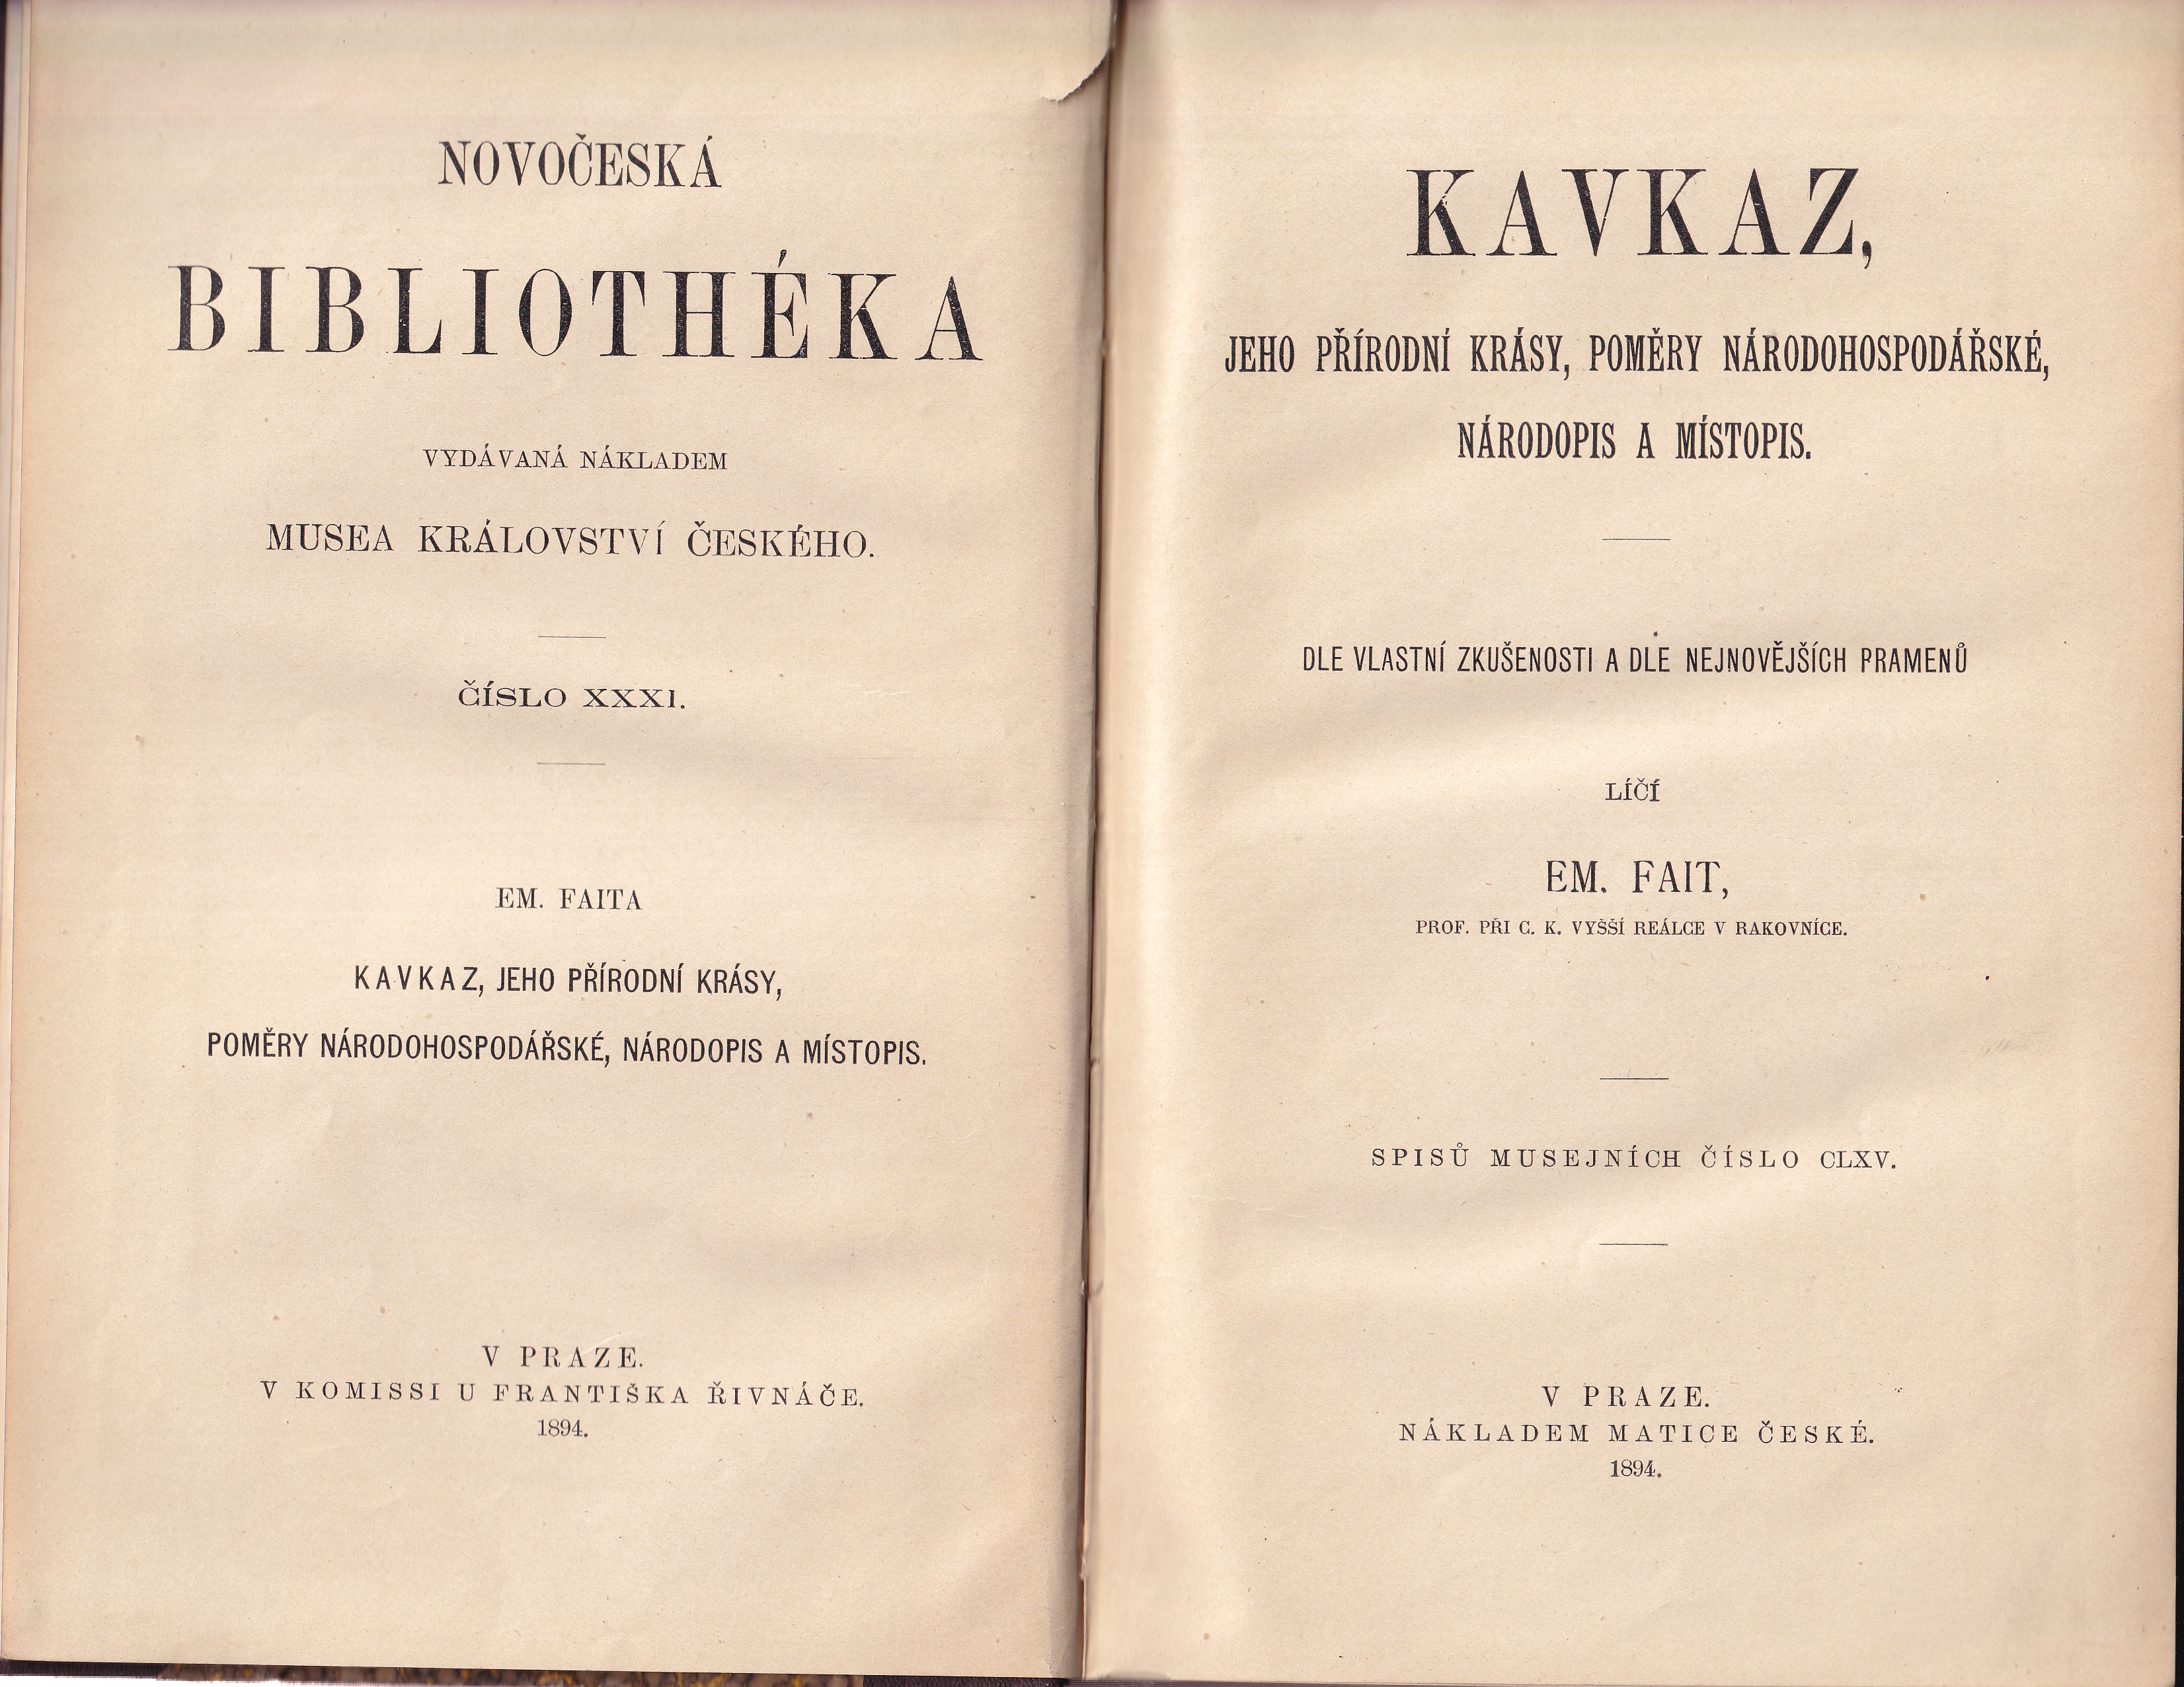 NOVOČESKÁ
BIBLIOTHÉKA
VYDÁVANÁ NÁKLADEM
MUSEA KRÁLOVSTVÍ ČESKÉHO.
ČÍSLO XXXI.
EM. FAITA
KAVKAZ, JEHO PŘÍRODNÍ KRÁSY,
POMĚRY NÁRODOHOSPODÁŘSKÉ, NÁRODOPIS A MÍSTOPIS.
V PRAZE.
V KOMISSI U FRANTIŠKA ŘIVNÁČE.
1894.
KAVKAZ,
JEHO PŘÍRODNÍ KRÁSY, POMĚRY NÁRODOHOSPODÁŘSKÉ,
NÁRODOPIS A MÍSTOPIS.
DLE VLASTNÍ ZKUŠENOSTI A DLE NEJNOVĚJŠÍCH PRAMENŮ
LÍČÍ
EM. FAIT,
PROF. PŘI C. K. VYŠŠÍ REÁLCE V RAKOVNÍCE.
SPISŮ MUSEJNÍCH ČÍSLO CLXV.
V PRAZE.
NÁKLADEM MATICE ČESKÉ.
1894.